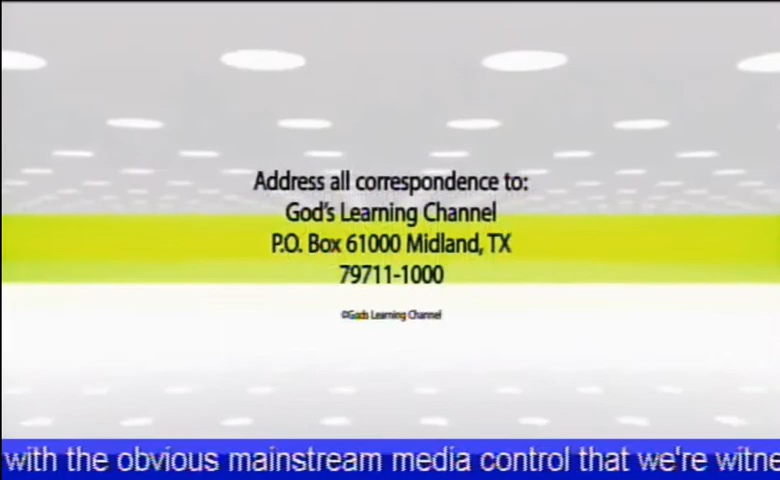 Address all correspondence to:
God's Learning Channel
P.O. Box 61000 Midland, TX
79711-1000
©Gods Learning Channel
with the obvious mainstream media control that we're witne